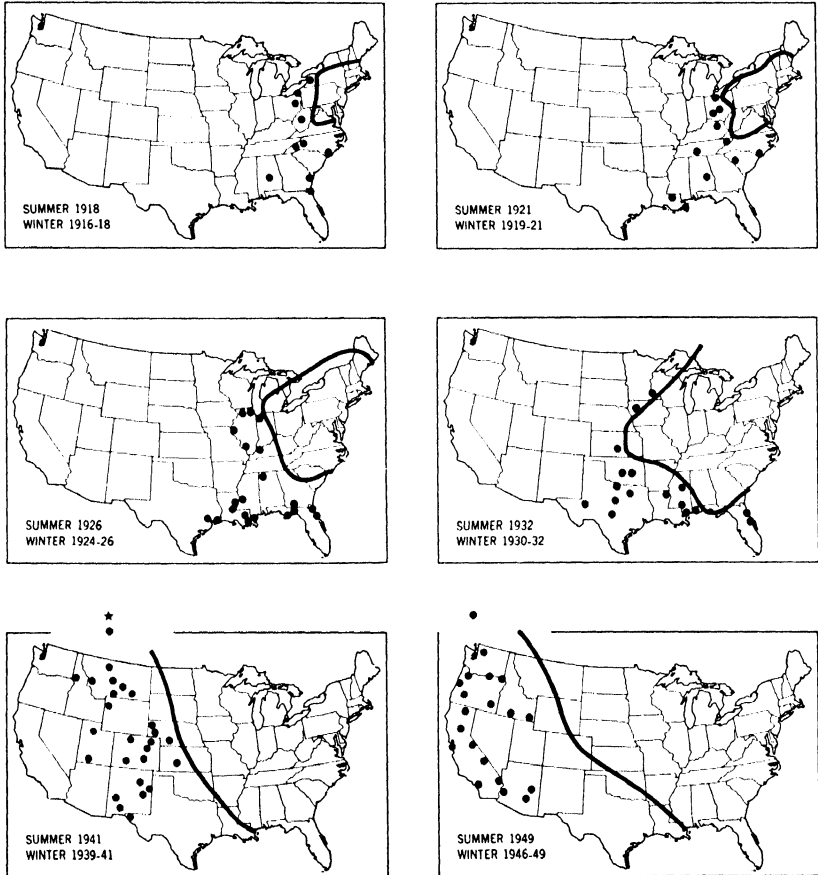 SUMMER 1918
WINTER 1916-18
SUMMER 1921
WINTER 1919-21
SUMMER 1926
WINTER 1924-26
SUMMER 1932
WINTER 1930-32
SUMMER 1941
WINTER 1939-41
SUMMER 1949
WINTER 1946-49